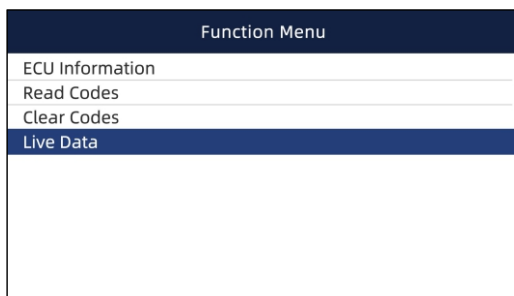 Function Menu
ECU Information
Read Codes
Clear Codes
Live Data